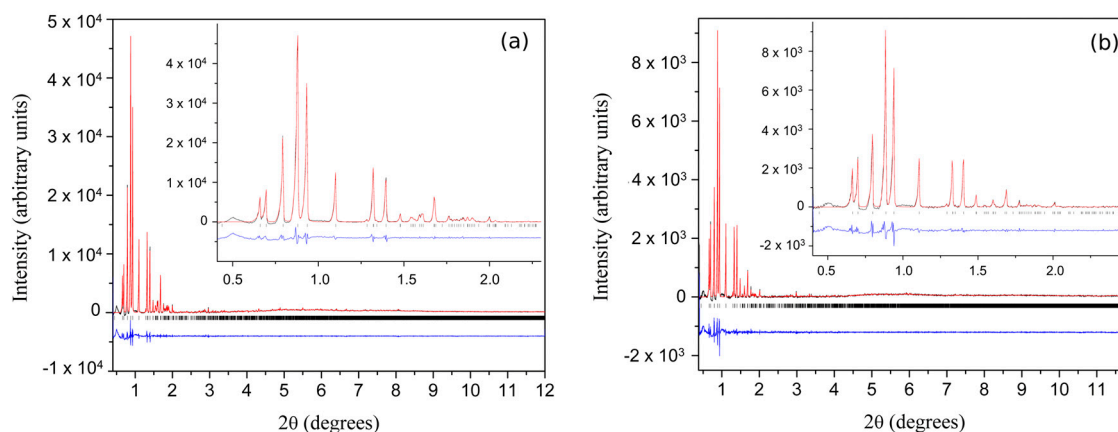 (a)
Intensity (arbitrary units)
5 x 10⁴
4 x 10⁴
3 x 10⁴
2 x 10⁴
1 x 10⁴
0
-1 x 10⁴
4 x 10⁴
3 x 10⁴
2 x 10⁴
1 x 10⁴
0
0.5 1.0 1.5 2.0
1 2 3 4 5 6 7 8 9 10 11 12
2θ (degrees)
(b)
Intensity (arbitrary units)
8 x 10³
6 x 10³
4 x 10³
2 x 10³
0
-2 x 10³
8 x 10³
6 x 10³
4 x 10³
2 x 10³
0
-2 x 10³
0.5 1.0 1.5 2.0
1 2 3 4 5 6 7 8 9 10 11
2θ (degrees)